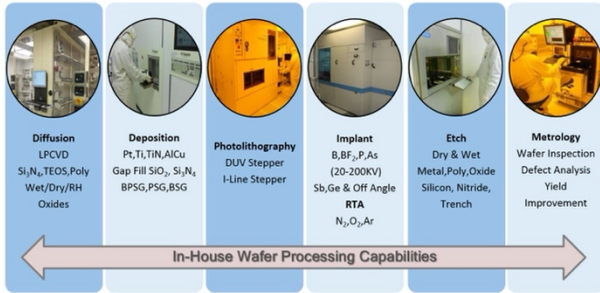 Diffusion
LPCVD
Si₃N₄,TEOS,Poly
Wet/Dry/RH
Oxides
Deposition
Pt,Ti,TiN,AlCu
Gap Fill SiO₂, Si₃N₄
BPSG,PSG,BSG
Photolithography
DUV Stepper
I-Line Stepper
Implant
B,BF₂,P,As
(20-200KV)
Sb,Ge & Off Angle
RTA
N₂,O₂,Ar
Etch
Dry & Wet
Metal,Poly,Oxide
Silicon, Nitride,
Trench
Metrology
Wafer Inspection
Defect Analysis
Yield
Improvement
In-House Wafer Processing Capabilities